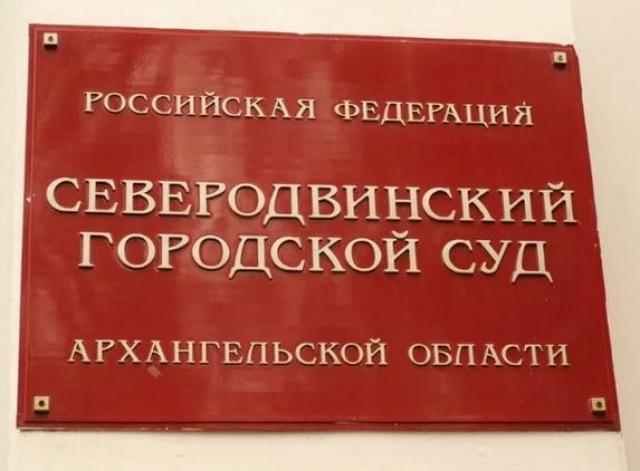 РОССИЙСКАЯ ФЕДЕРАЦИЯ
СЕВЕРОДВИНСКИЙ
ГОРОДСКОЙ СУД
АРХАНГЕЛЬСКОЙ ОБЛАСТИ